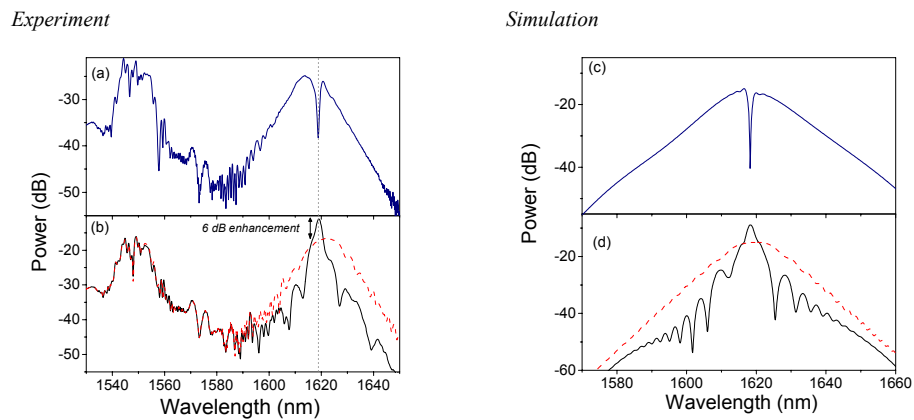 Experiment
Simulation
(a)
-30
-40
-50
Power (dB)
(b)
6 dB enhancement
-20
-30
-40
-50
1540 1560 1580 1600 1620 1640
Wavelength (nm)
(c)
-20
-40
Power (dB)
(d)
-20
-40
-60
1580 1600 1620 1640 1660
Wavelength (nm)